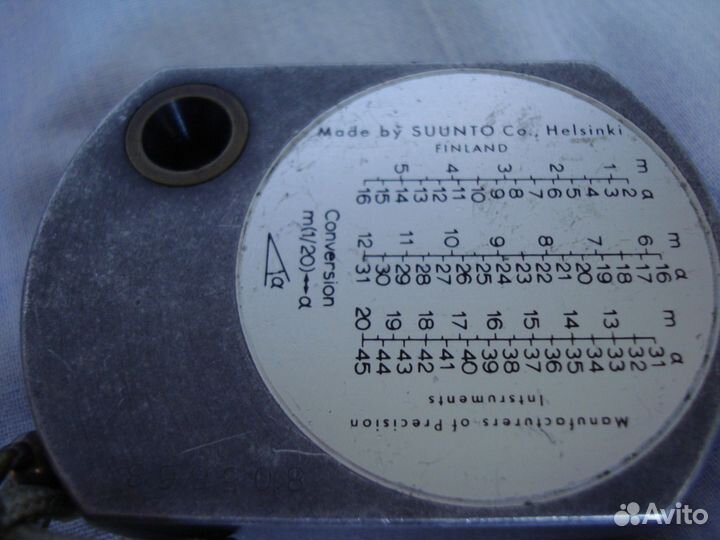 Made by SUUNTO Co., Helsinki
FINLAND
m 1 2 3 4 5
α 2 3 4 5 6 7 8 9 10 11 12 13 14 15 16
m 6 7 8 9 10 11 12
α 16 17 18 19 20 21 22 23 24 25 26 27 28 29 30 31
m 13 14 15 16 17 18 19 20
α 31 32 33 34 35 36 37 38 39 40 41 42 43 44 45
Conversion
m(1/20)↔α
α
Manufacturers of Precision
Intsruments
Avito